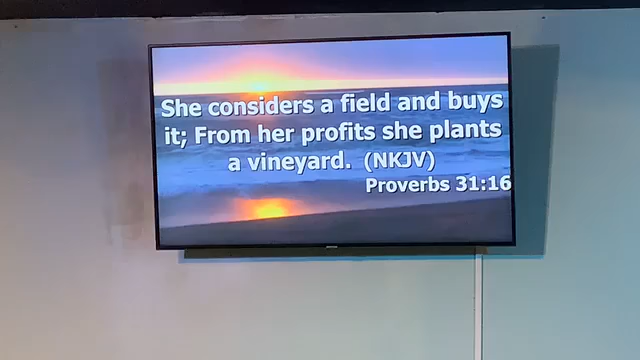 She considers a field and buys
it; From her profits she plants
a vineyard. (NKJV)
Proverbs 31:16